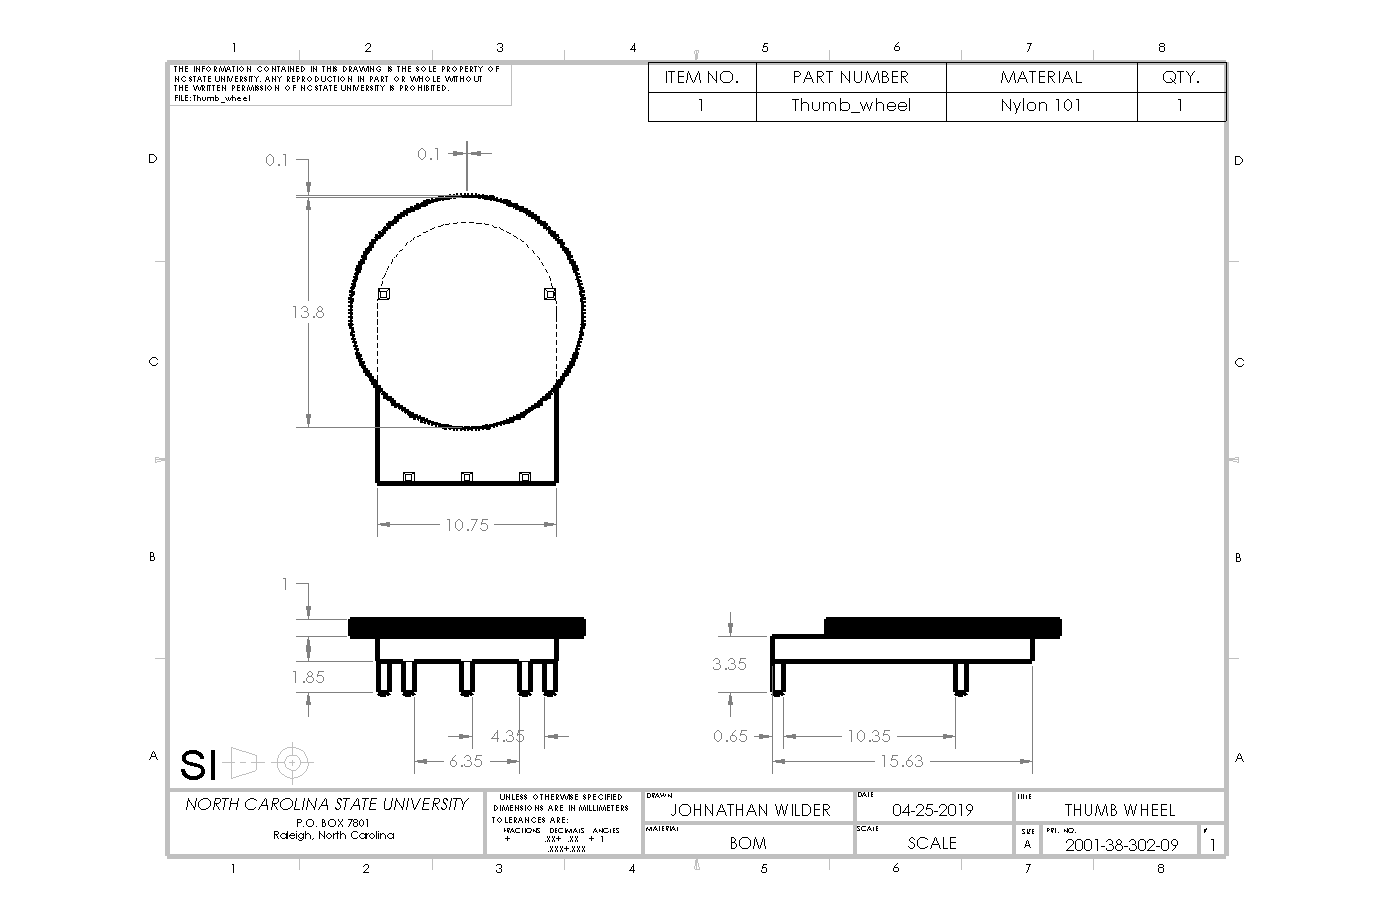 1 2 3 4 5 6 7 8
THE INFORMATION CONTAINED IN THIS DRAWING IS THE SOLE PROPERTY OF
NC STATE UNIVERSITY. ANY REPRODUCTION IN PART OR WHOLE WITHOUT
THE WRITTEN PERMISSION OF NC STATE UNIVERSITY IS PROHIBITED.
FILE: Thumb_wheel
ITEM NO. PART NUMBER MATERIAL QTY.
1 Thumb_wheel Nylon 101 1
D D
0.1 0.1
13.8
C C
10.75
B B
1
1.85
4.35
6.35
3.35
0.65 10.35
15.63
A A
SI
NORTH CAROLINA STATE UNIVERSITY
P.O. BOX 7801
Raleigh, North Carolina
UNLESS OTHERWISE SPECIFIED
DIMENSIONS ARE IN MILLIMETERS
TOLERANCES ARE:
FRACTIONS DECIMALS ANGLES
+ .XX+ .XX + 1
.XXX+.XXX
DRAWN
JOHNATHAN WILDER
DATE
04-25-2019
TITLE
THUMB WHEEL
MATERIAL
BOM
SCALE
SCALE
SIZE
A
PRT. NO.
2001-38-302-09
#
1
1 2 3 4 5 6 7 8